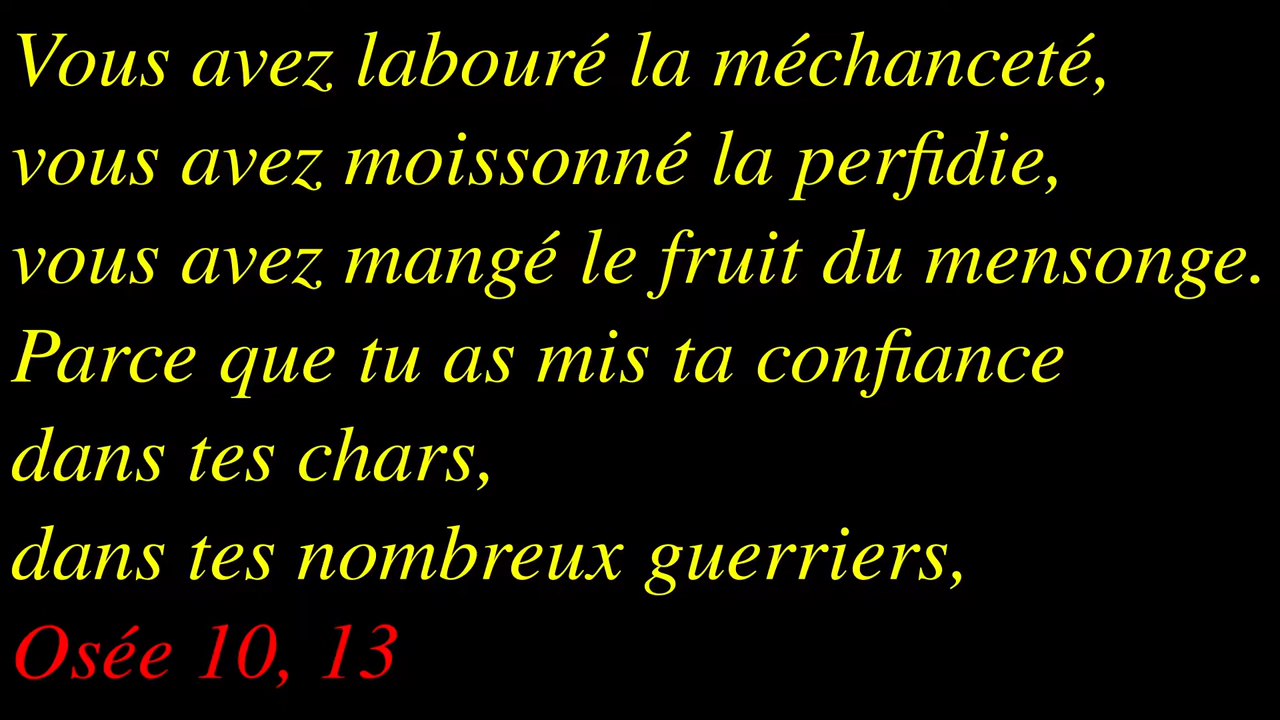 Vous avez labouré la méchanceté,
vous avez moissonné la perfidie,
vous avez mangé le fruit du mensonge.
Parce que tu as mis ta confiance
dans tes chars,
dans tes nombreux guerriers,
Osée 10, 13